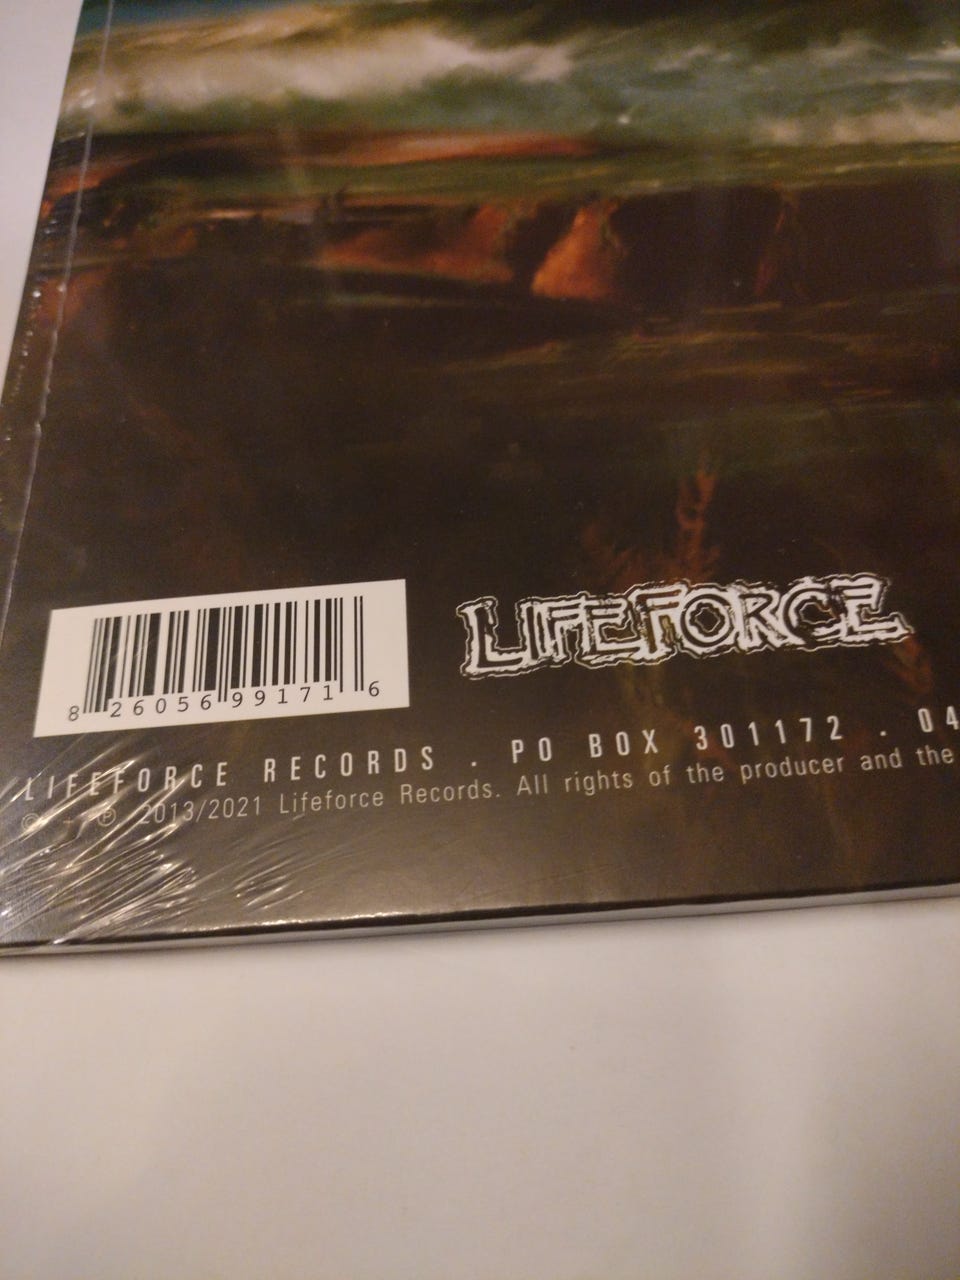 LIFEFORCE
8 26056 99171 6
LIFEFORCE RECORDS . PO BOX 301172 . 04
© + ℗ 2013/2021 Lifeforce Records. All rights of the producer and the